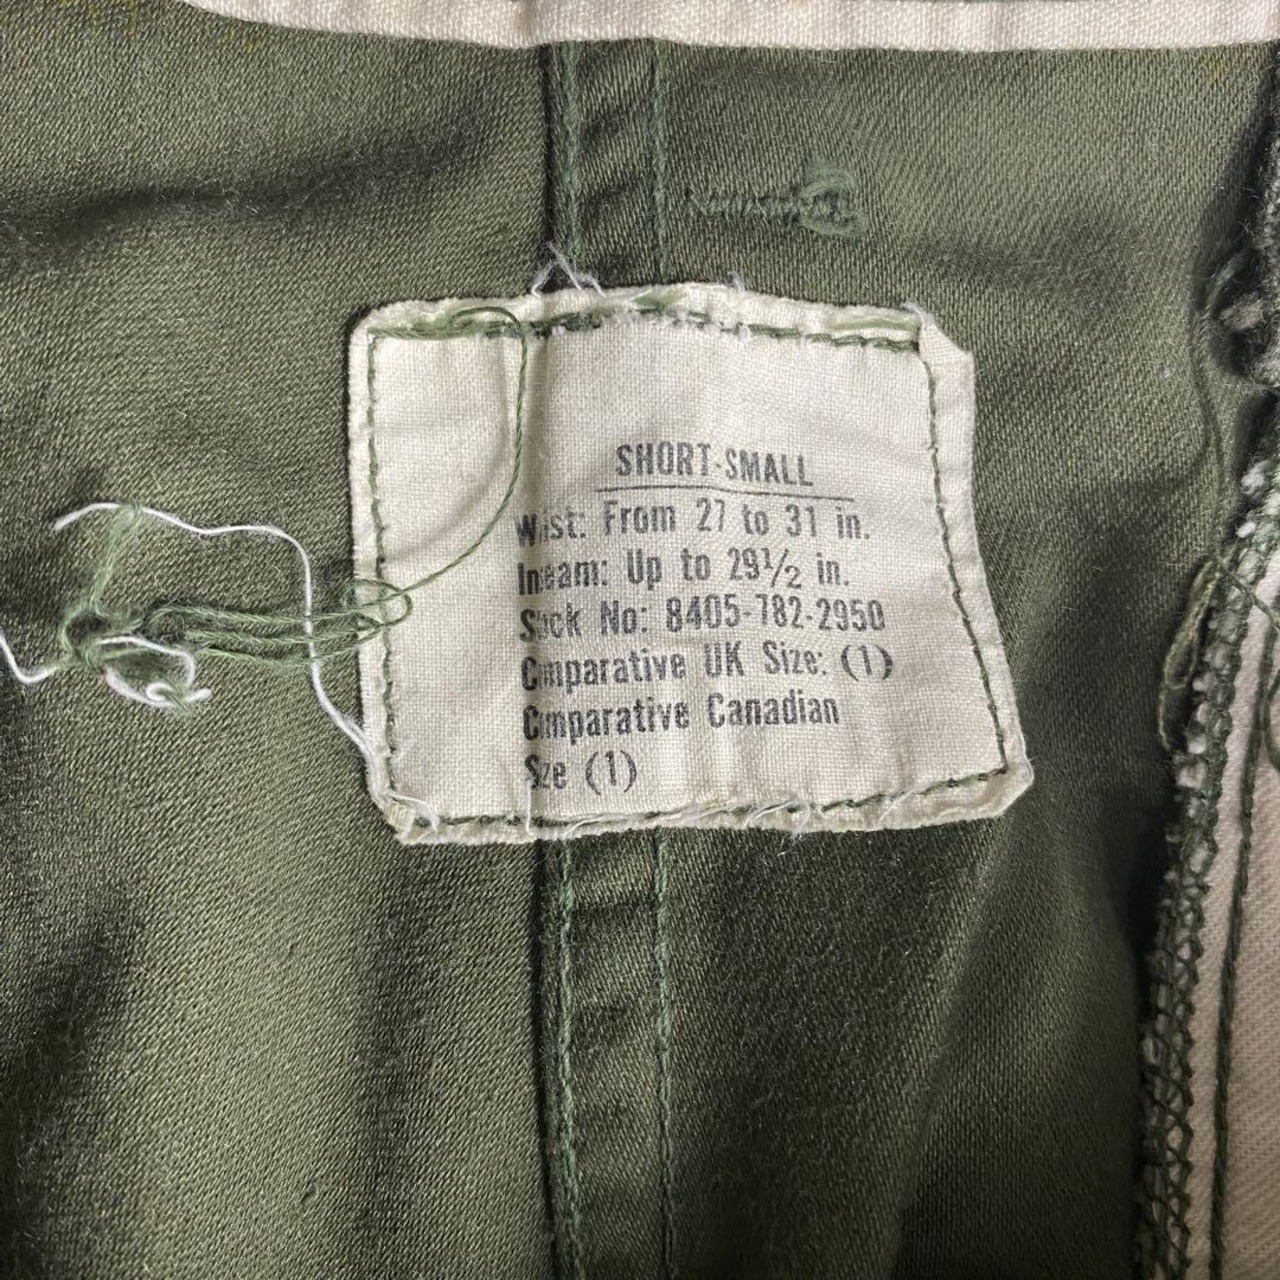 SHORT-SMALL
Waist: From 27 to 31 in.
Inseam: Up to 29½ in.
Stock No: 8405-782-2950
Comparative UK Size: (1)
Comparative Canadian
Size (1)